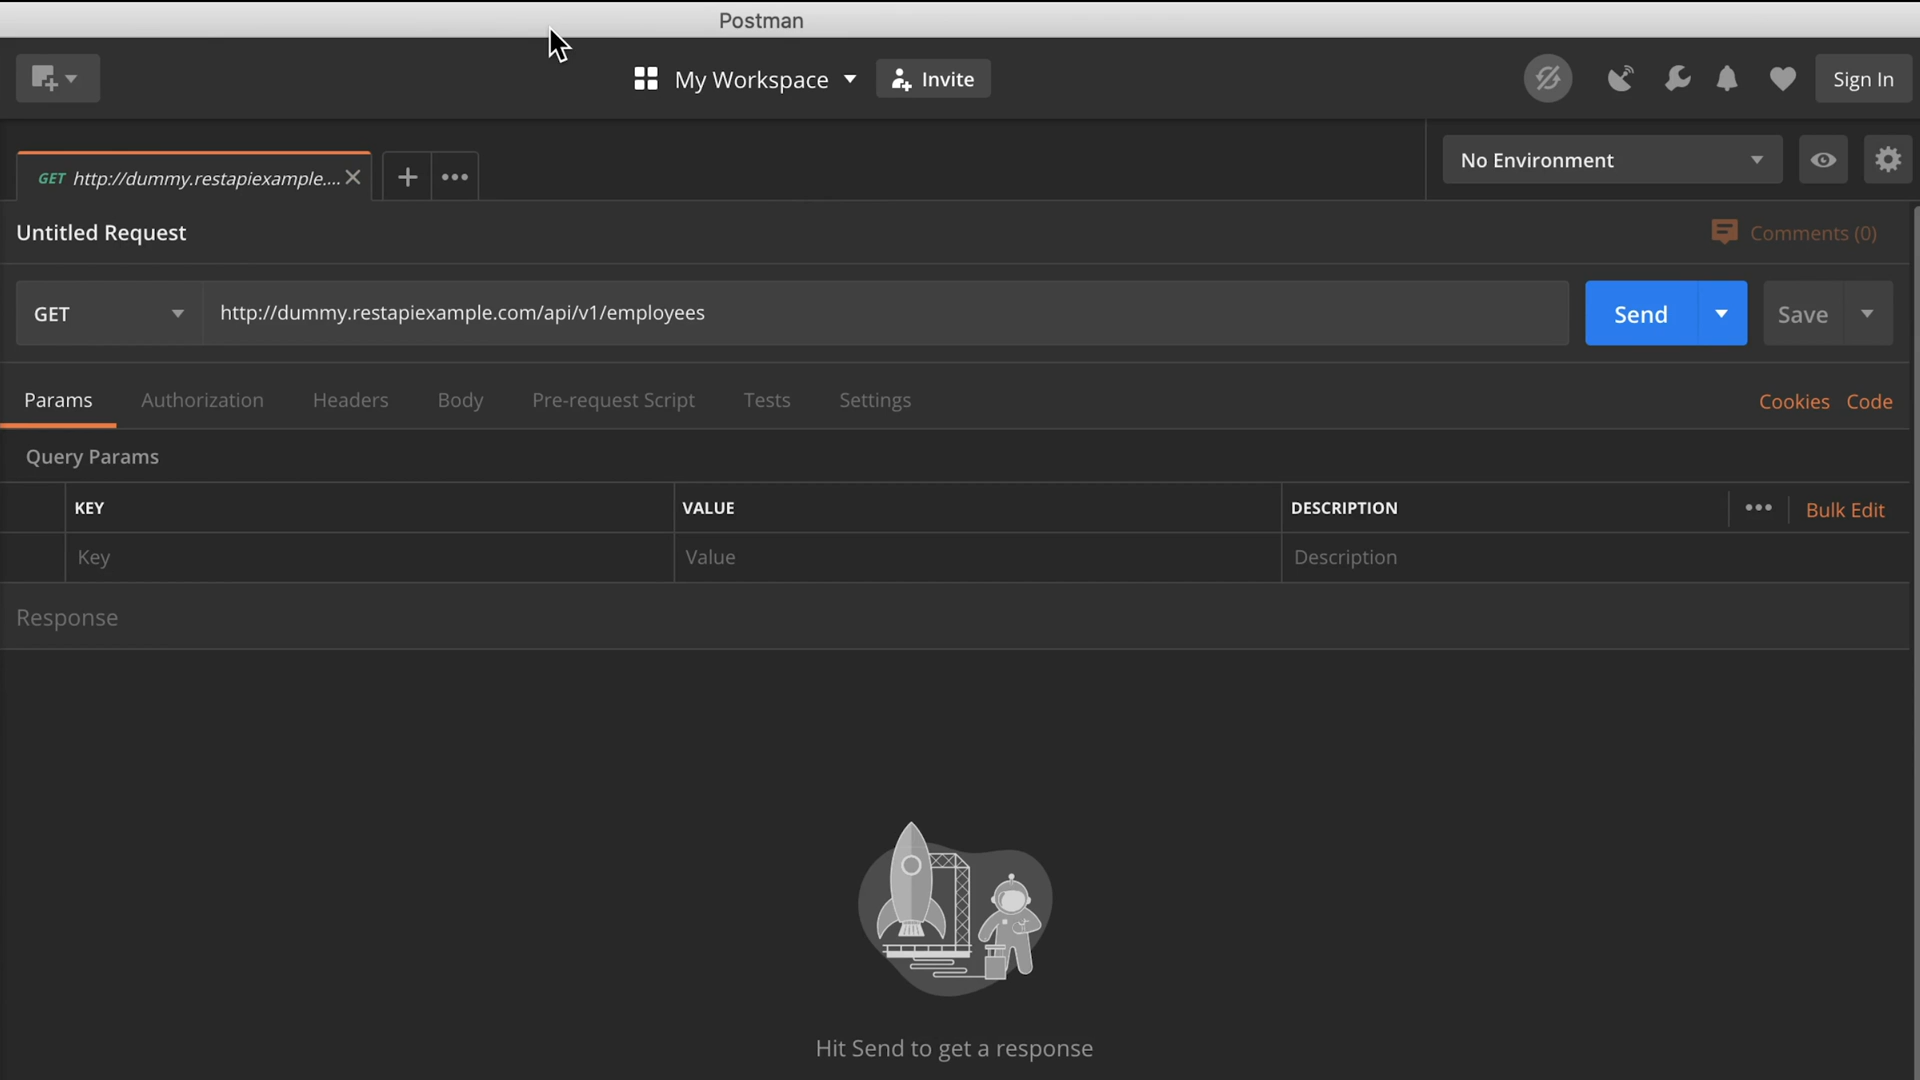 Postman
My Workspace
Invite
Sign In
GET http://dummy.restapiexample....
No Environment
Untitled Request
Comments (0)
GET
http://dummy.restapiexample.com/api/v1/employees
Send
Save
Params
Authorization
Headers
Body
Pre-request Script
Tests
Settings
Cookies
Code
Query Params
KEY
VALUE
DESCRIPTION
Bulk Edit
Key
Value
Description
Response
Hit Send to get a response